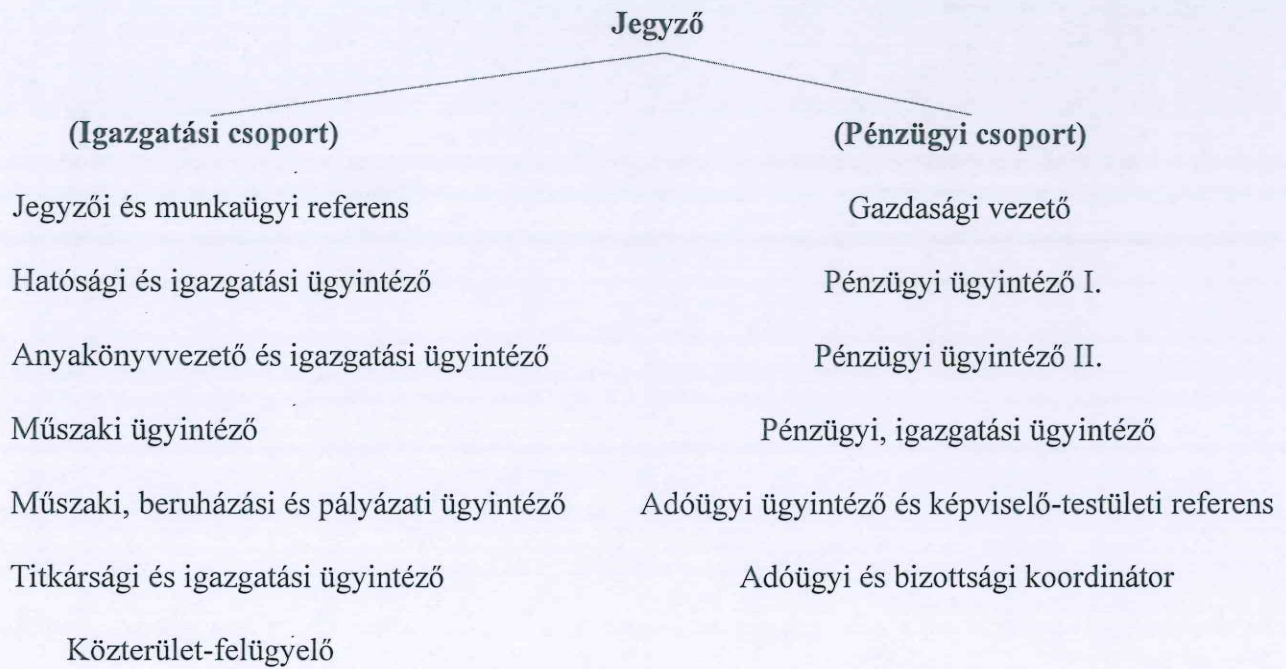 Jegyző
(Igazgatási csoport)
(Pénzügyi csoport)
Jegyzői és munkaügyi referens
Gazdasági vezető
Hatósági és igazgatási ügyintéző
Pénzügyi ügyintéző I.
Anyakönyvvezető és igazgatási ügyintéző
Pénzügyi ügyintéző II.
Műszaki ügyintéző
Pénzügyi, igazgatási ügyintéző
Műszaki, beruházási és pályázati ügyintéző
Adóügyi ügyintéző és képviselő-testületi referens
Titkársági és igazgatási ügyintéző
Adóügyi és bizottsági koordinátor
Közterület-felügyelő